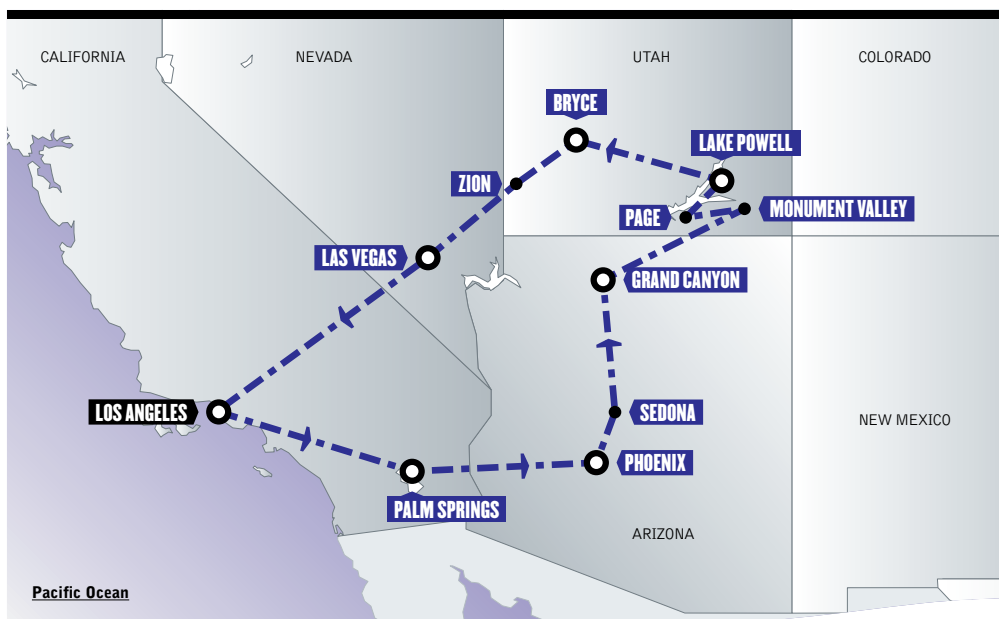 CALIFORNIA
NEVADA
UTAH
COLORADO
BRYCE
LAKE POWELL
ZION
PAGE
MONUMENT VALLEY
LAS VEGAS
GRAND CANYON
LOS ANGELES
SEDONA
NEW MEXICO
PHOENIX
PALM SPRINGS
ARIZONA
Pacific Ocean